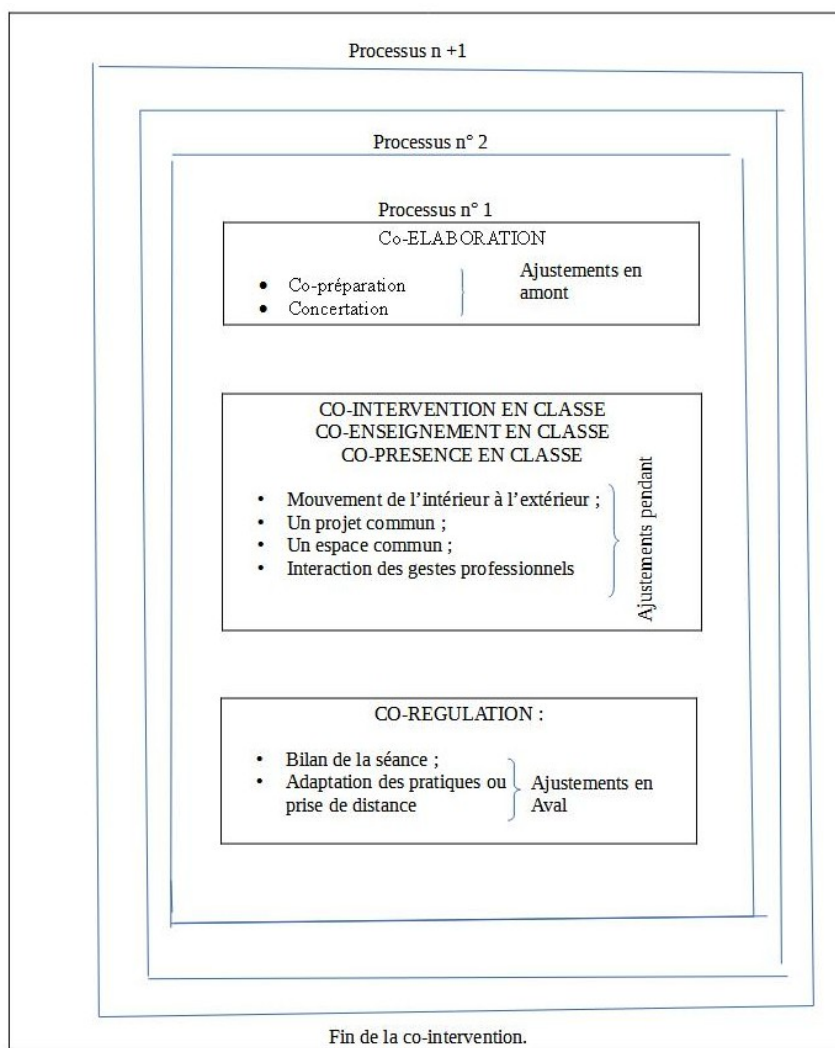 Processus n +1
Processus n° 2
Processus n° 1
Co-ELABORATION
• Co-préparation
• Concertation
Ajustements en
amont
CO-INTERVENTION EN CLASSE
CO-ENSEIGNEMENT EN CLASSE
CO-PRESENCE EN CLASSE
• Mouvement de l’intérieur à l’extérieur ;
• Un projet commun ;
• Un espace commun ;
• Interaction des gestes professionnels
Ajustements pendant
CO-REGULATION :
• Bilan de la séance ;
• Adaptation des pratiques ou
prise de distance
Ajustements en
Aval
Fin de la co-intervention.